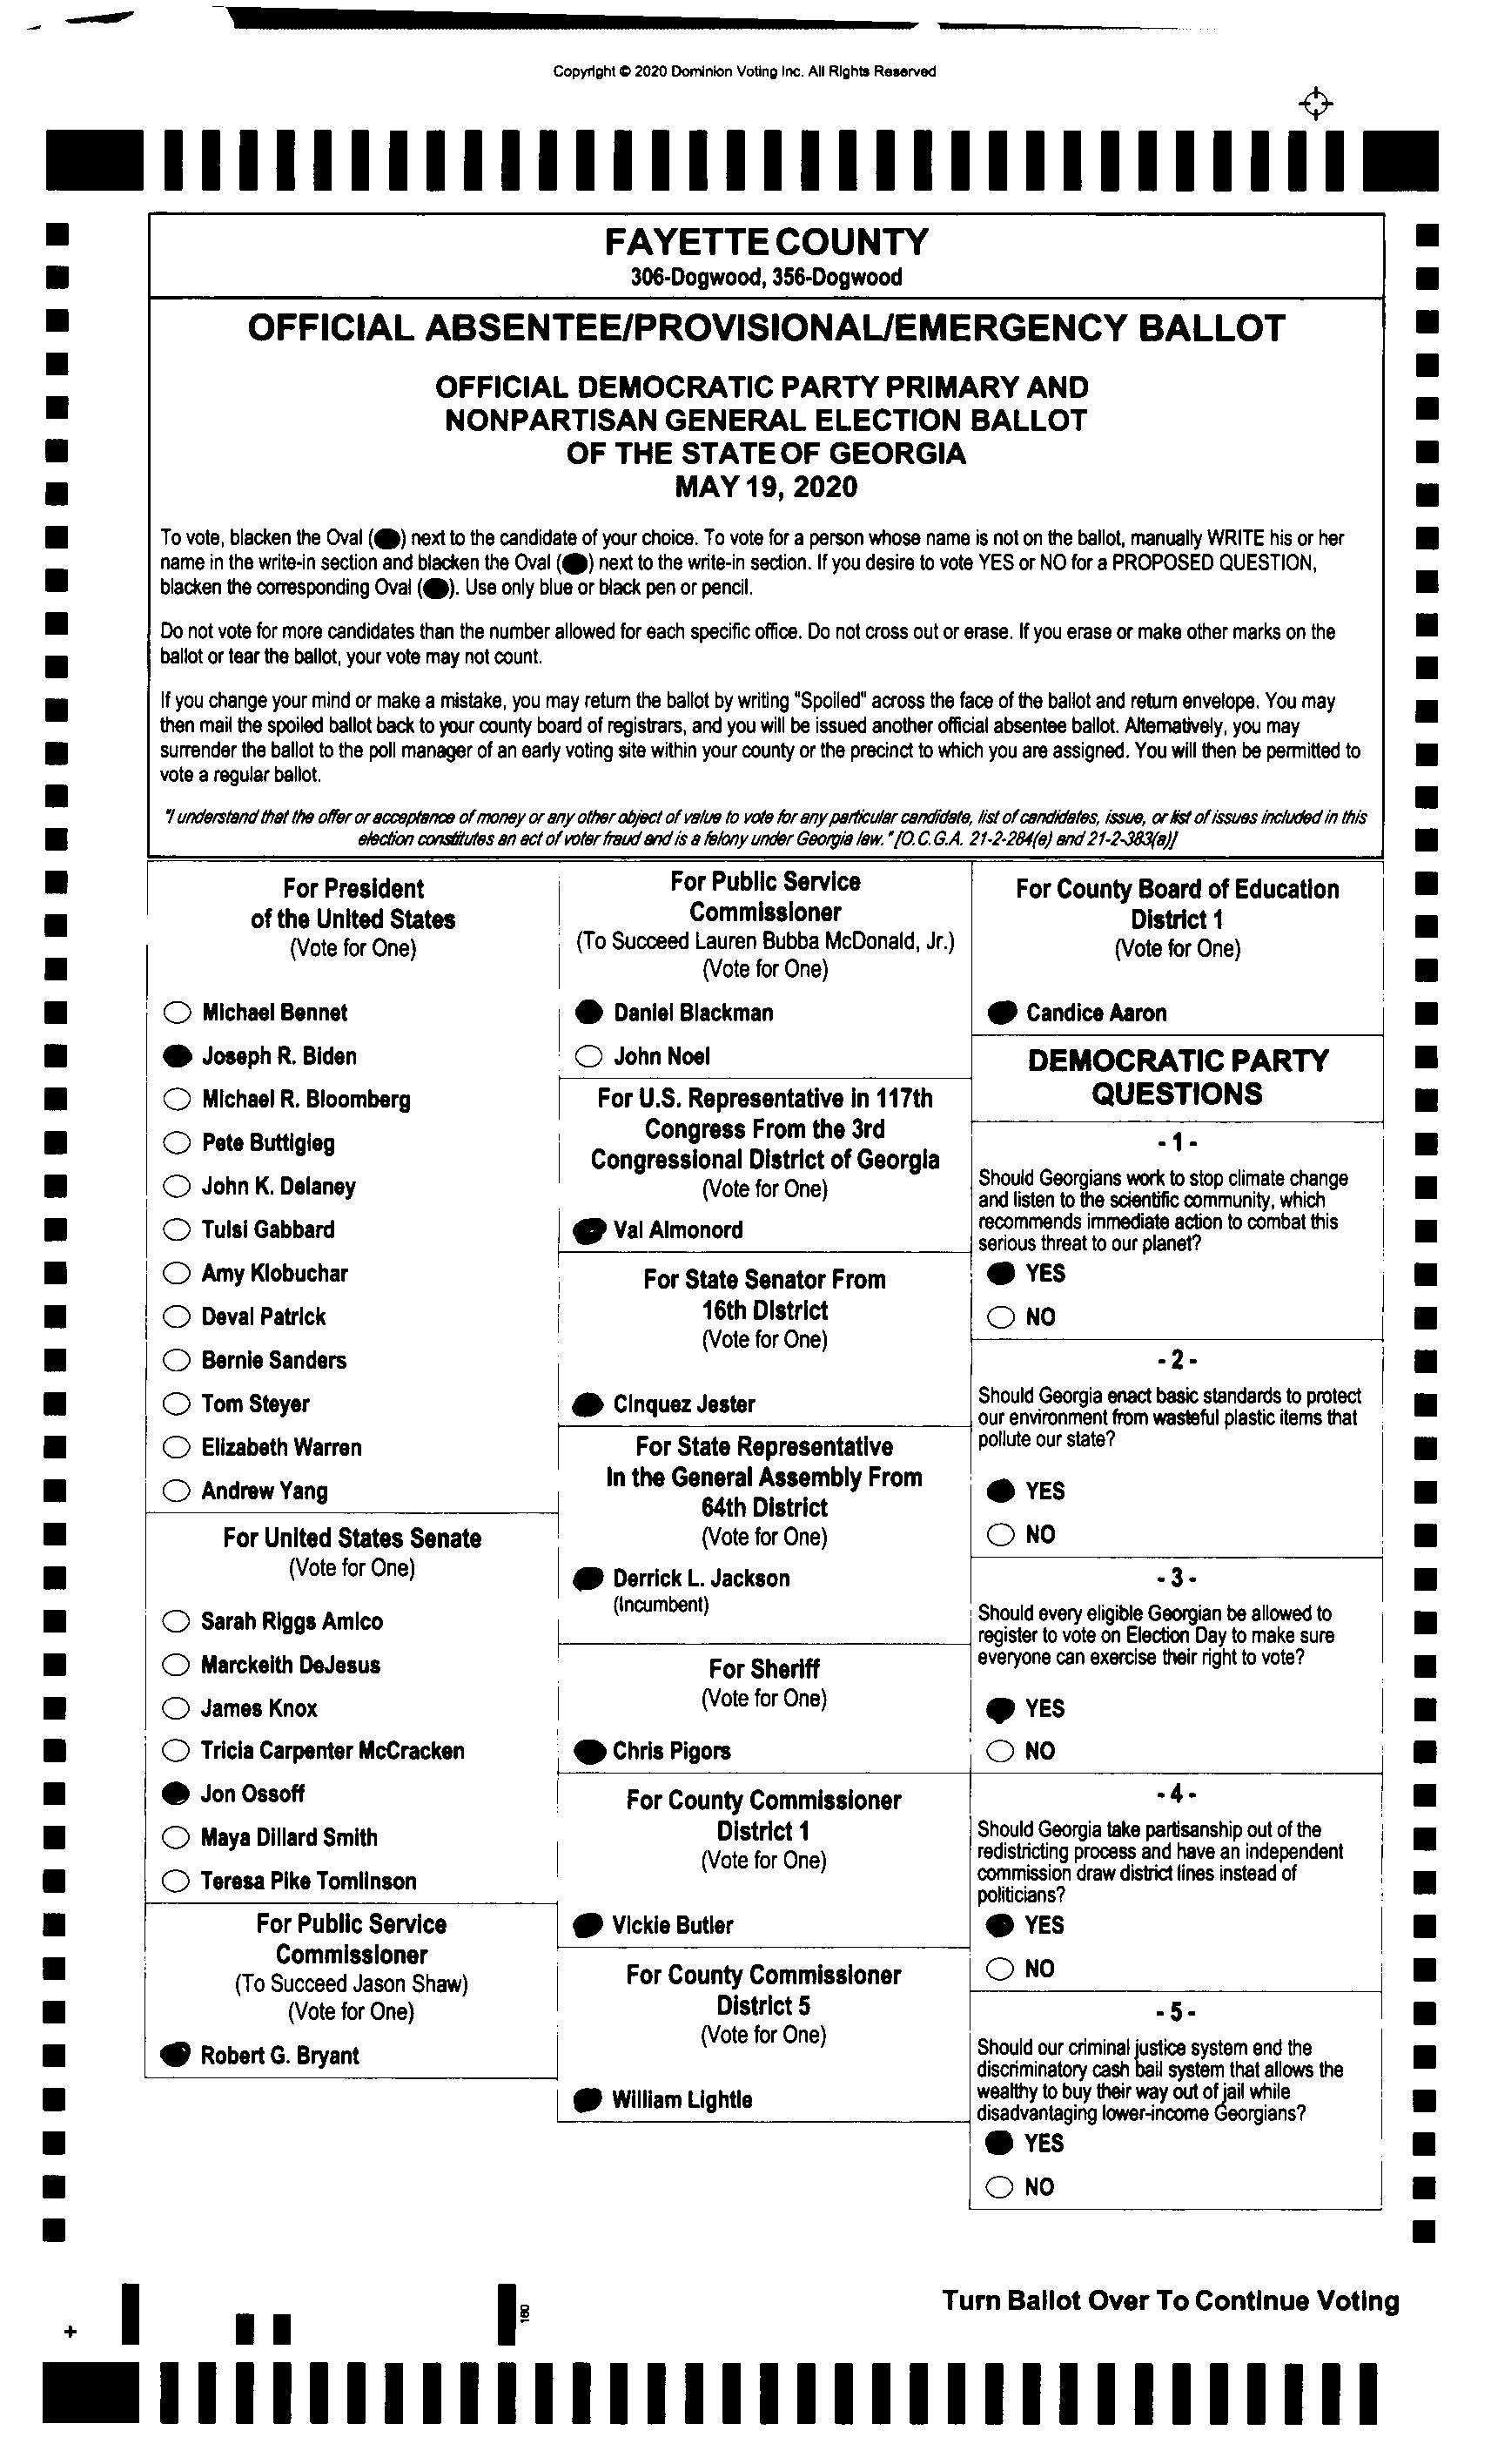 Copyright © 2020 Dominion Voting Inc. All Rights Reserved
FAYETTE COUNTY
306-Dogwood, 356-Dogwood
OFFICIAL ABSENTEE/PROVISIONAL/EMERGENCY BALLOT
OFFICIAL DEMOCRATIC PARTY PRIMARY AND
NONPARTISAN GENERAL ELECTION BALLOT
OF THE STATE OF GEORGIA
MAY 19, 2020
To vote, blacken the Oval ( ) next to the candidate of your choice. To vote for a person whose name is not on the ballot, manually WRITE his or her
name in the write-in section and blacken the Oval ( ) next to the write-in section. If you desire to vote YES or NO for a PROPOSED QUESTION,
blacken the corresponding Oval ( ). Use only blue or black pen or pencil.
Do not vote for more candidates than the number allowed for each specific office. Do not cross out or erase. If you erase or make other marks on the
ballot or tear the ballot, your vote may not count.
If you change your mind or make a mistake, you may return the ballot by writing "Spoiled" across the face of the ballot and return envelope. You may
then mail the spoiled ballot back to your county board of registrars, and you will be issued another official absentee ballot. Alternatively, you may
surrender the ballot to the poll manager of an early voting site within your county or the precinct to which you are assigned. You will then be permitted to
vote a regular ballot.
"I understand that the offer or acceptance of money or any other object of value to vote for any particular candidate, list of candidates, issue, or list of issues included in this
election constitutes an act of voter fraud and is a felony under Georgia law." [O.C.G.A. 21-2-284(e) and 21-2-383(a)]
For President
of the United States
(Vote for One)
Michael Bennet
Joseph R. Biden
Michael R. Bloomberg
Pete Buttigieg
John K. Delaney
Tulsi Gabbard
Amy Klobuchar
Deval Patrick
Bernie Sanders
Tom Steyer
Elizabeth Warren
Andrew Yang
For United States Senate
(Vote for One)
Sarah Riggs Amico
Marckeith DeJesus
James Knox
Tricia Carpenter McCracken
Jon Ossoff
Maya Dillard Smith
Teresa Pike Tomlinson
For Public Service
Commissioner
(To Succeed Jason Shaw)
(Vote for One)
Robert G. Bryant
For Public Service
Commissioner
(To Succeed Lauren Bubba McDonald, Jr.)
(Vote for One)
Daniel Blackman
John Noel
For U.S. Representative in 117th
Congress From the 3rd
Congressional District of Georgia
(Vote for One)
Val Almonord
For State Senator From
16th District
(Vote for One)
Cinquez Jester
For State Representative
In the General Assembly From
64th District
(Vote for One)
Derrick L. Jackson
(Incumbent)
For Sheriff
(Vote for One)
Chris Pigors
For County Commissioner
District 1
(Vote for One)
Vickie Butler
For County Commissioner
District 5
(Vote for One)
William Lightle
For County Board of Education
District 1
(Vote for One)
Candice Aaron
DEMOCRATIC PARTY
QUESTIONS
- 1 -
Should Georgians work to stop climate change
and listen to the scientific community, which
recommends immediate action to combat this
serious threat to our planet?
YES
NO
- 2 -
Should Georgia enact basic standards to protect
our environment from wasteful plastic items that
pollute our state?
YES
NO
- 3 -
Should every eligible Georgian be allowed to
register to vote on Election Day to make sure
everyone can exercise their right to vote?
YES
NO
- 4 -
Should Georgia take partisanship out of the
redistricting process and have an independent
commission draw district lines instead of
politicians?
YES
NO
- 5 -
Should our criminal justice system end the
discriminatory cash bail system that allows the
wealthy to buy their way out of jail while
disadvantaging lower-income Georgians?
YES
NO
Turn Ballot Over To Continue Voting
+
160